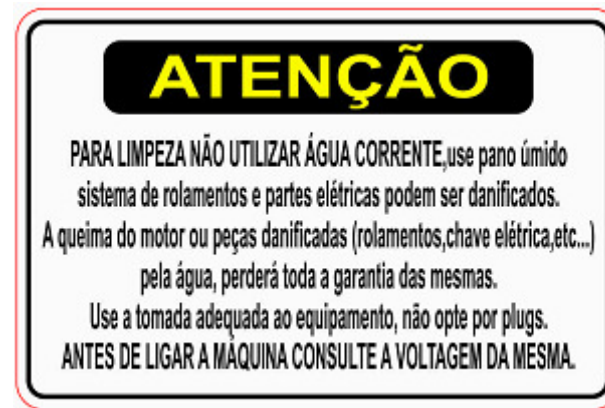 ATENÇÃO
PARA LIMPEZA NÃO UTILIZAR ÁGUA CORRENTE,use pano úmido
sistema de rolamentos e partes elétricas podem ser danificados.
A queima do motor ou peças danificadas (rolamentos,chave elétrica,etc...)
pela água, perderá toda a garantia das mesmas.
Use a tomada adequada ao equipamento, não opte por plugs.
ANTES DE LIGAR A MÁQUINA CONSULTE A VOLTAGEM DA MESMA.